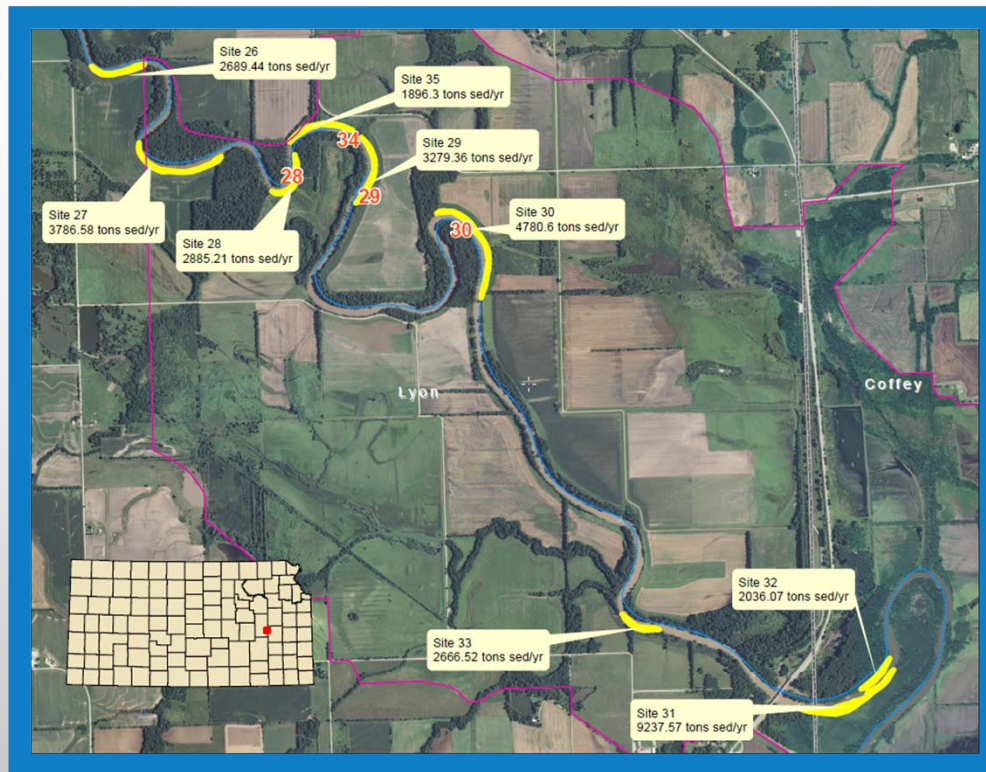 Site 26
2689.44 tons sed/yr
Site 35
1896.3 tons sed/yr
34
Site 29
3279.36 tons sed/yr
28
29
Site 27
3786.58 tons sed/yr
Site 28
2885.21 tons sed/yr
Site 30
4780.6 tons sed/yr
30
Lyon
Coffey
Site 32
2036.07 tons sed/yr
Site 33
2666.52 tons sed/yr
Site 31
9237.57 tons sed/yr